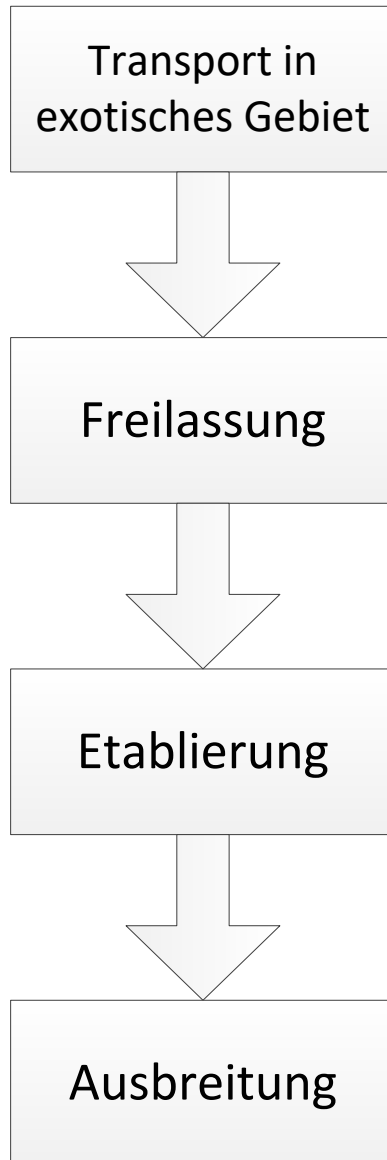 Transport in
exotisches Gebiet
Freilassung
Etablierung
Ausbreitung